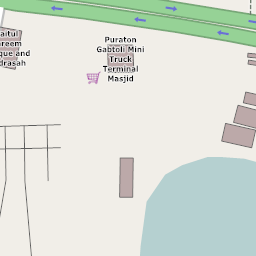 aitul
reem
que and
drasah
Puraton
Gabtoli Mini
Truck
Terminal
Masjid